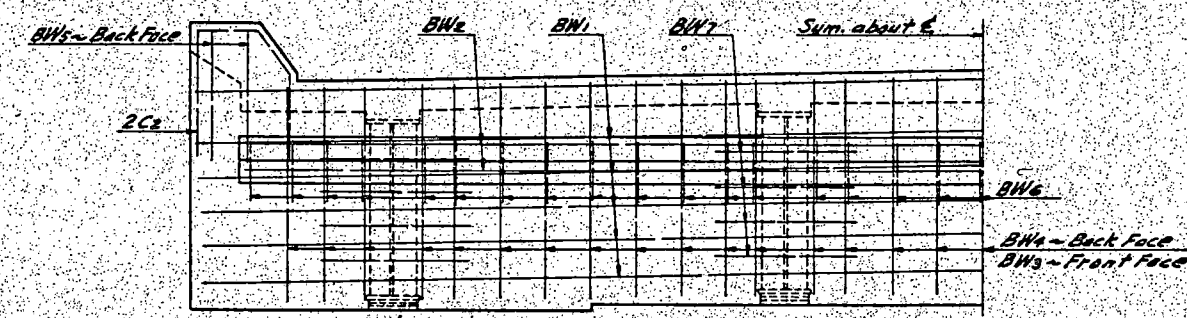 BW5~Back Face
BW2
BW1
BW7
Sym. about ℄
2C2
BW6
BW4~Back Face
BW3~Front Face